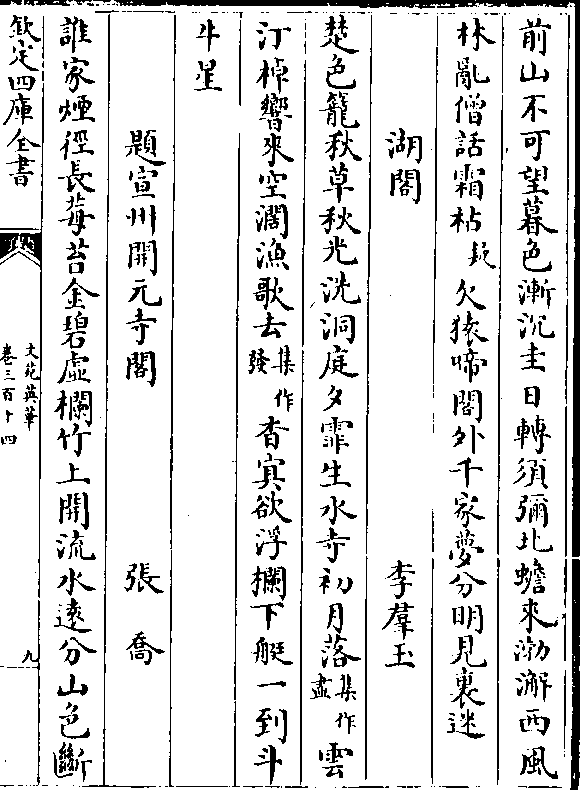 前山不可望暮色漸沉圭日轉須彌北蟾來渤澥西風
林亂僧話霜枯疑欠猿啼閣外千家夢分明見裏迷
湖閣　李羣玉
楚色籠秋草秋光洗洞庭夕霏生水寺初月落集作盡雲
汀棹響來空濶漁歌去集作發杳冥欲浮欄下艇一到斗
牛星
題宣州開元寺閣　張喬
誰家煙徑長莓苔金碧虛欄竹上開流水遠分山色斷
欽定四庫全書
文苑英華
卷三百十四
九